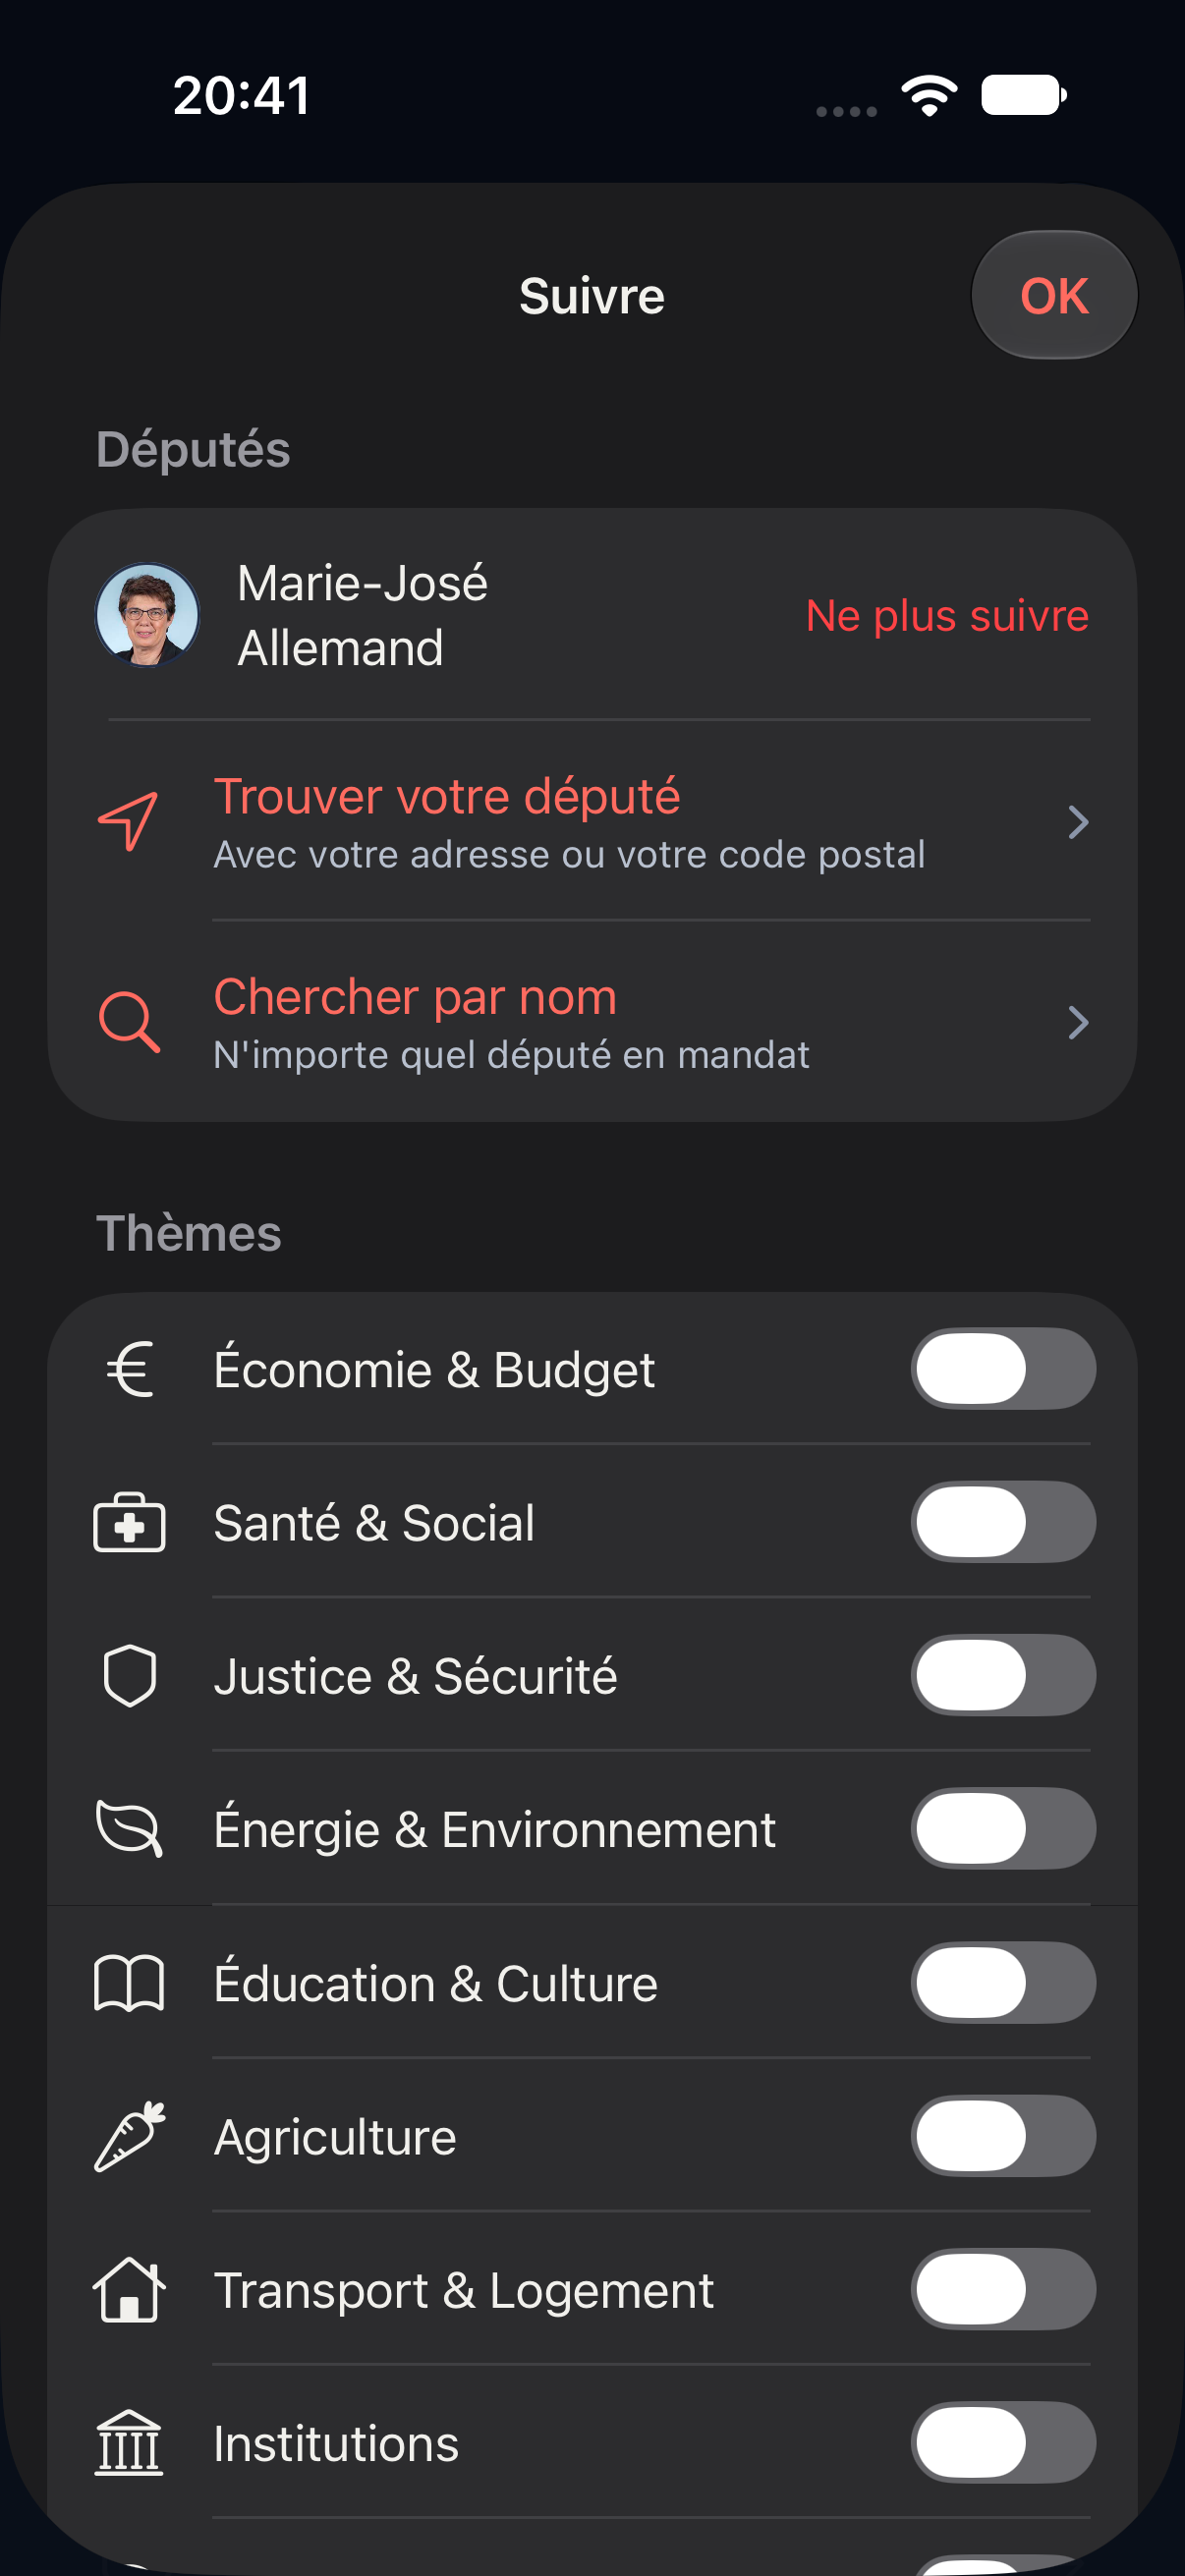 20:41
Suivre
OK
Députés
Marie-José
Allemand
Ne plus suivre
Trouver votre député
Avec votre adresse ou votre code postal
Chercher par nom
N'importe quel député en mandat
Thèmes
Économie & Budget
Santé & Social
Justice & Sécurité
Énergie & Environnement
Éducation & Culture
Agriculture
Transport & Logement
Institutions